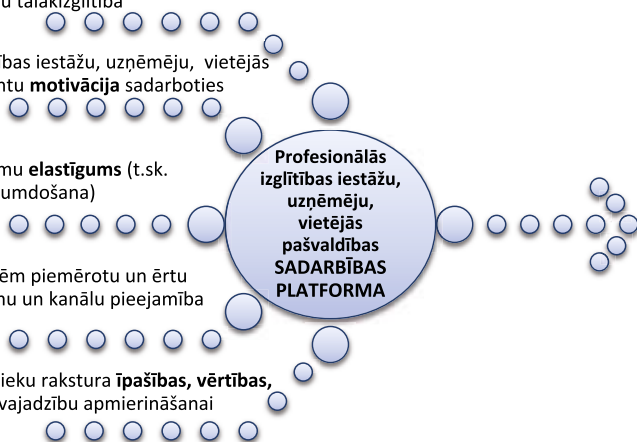 u tālākizglītība
bas iestāžu, uzņēmēju, vietējās
ntu motivācija sadarboties
mu elastīgums (t.sk.
umdošana)
ēm piemērotu un ērtu
nu un kanālu pieejamība
ieku rakstura īpašības, vērtības,
vajadzību apmierināšanai
Profesionālās
izglītības iestāžu,
uzņēmēju,
vietējās
pašvaldības
SADARBĪBAS
PLATFORMA